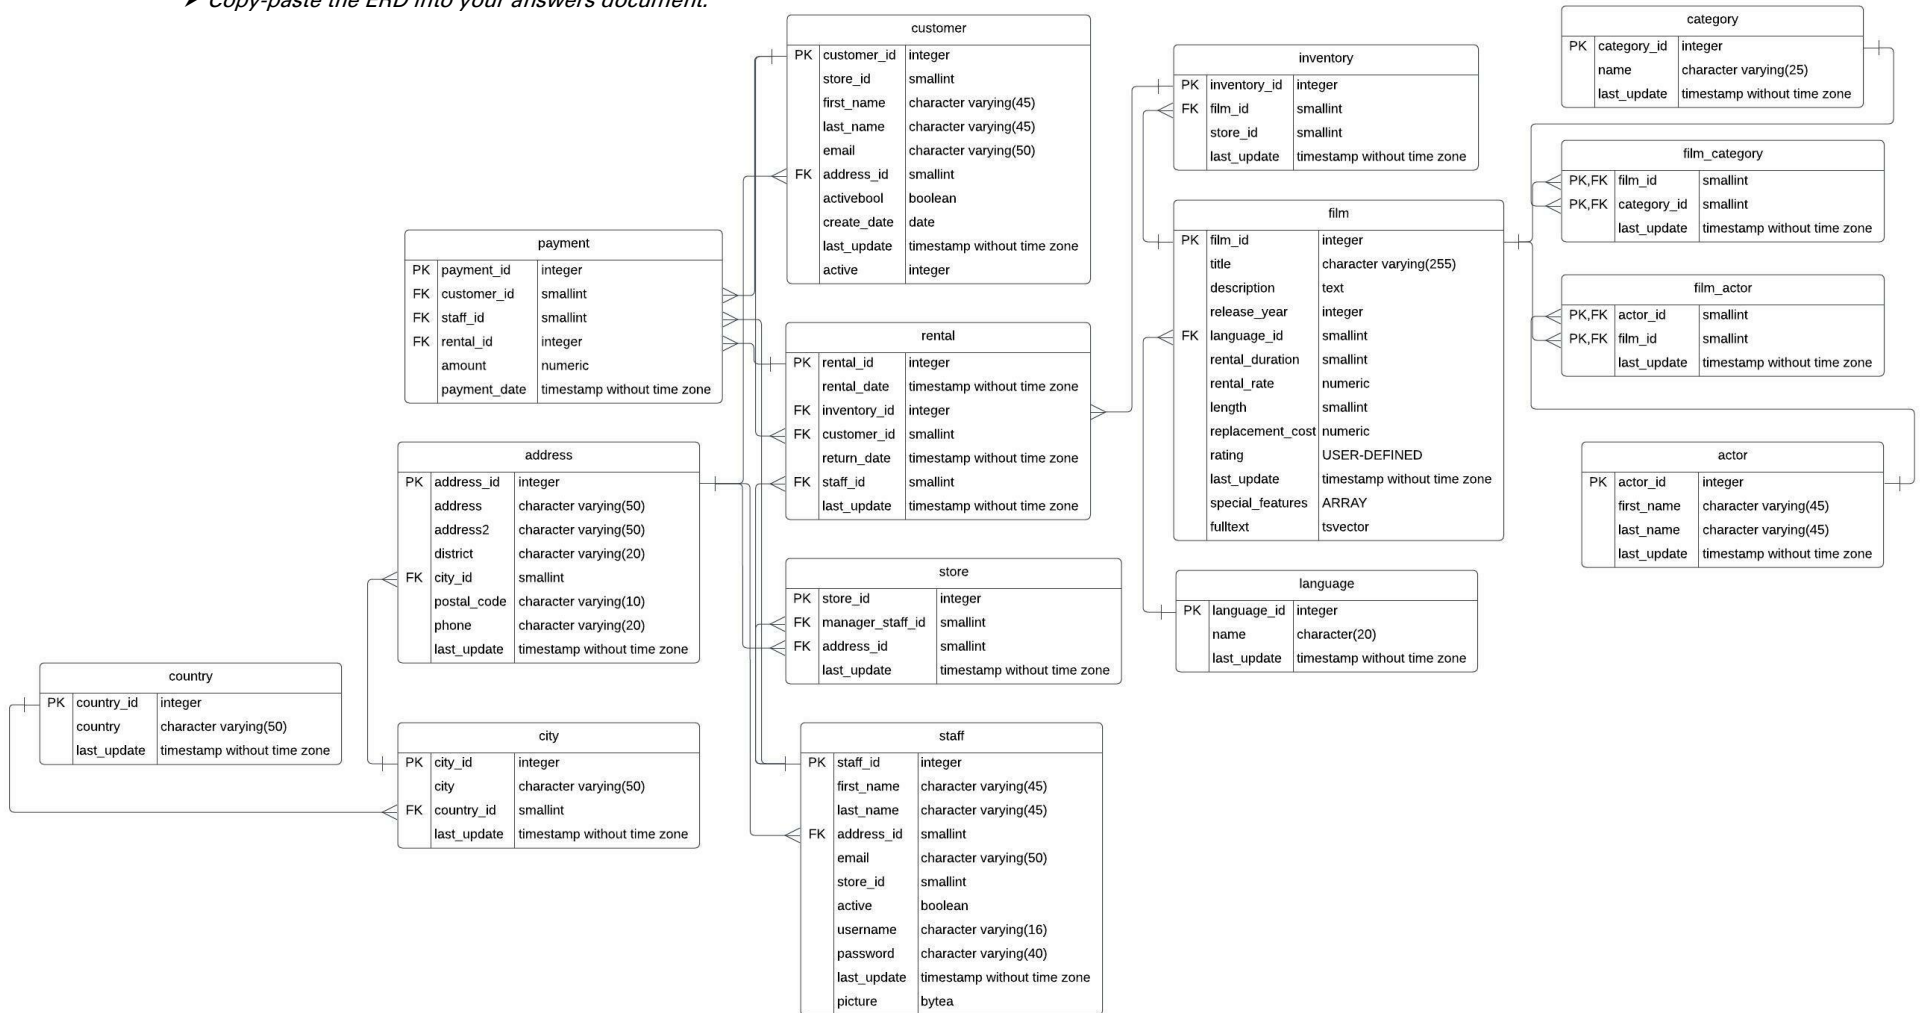 ➤ Copy-paste the ERD into your answers document.
customer
PK customer_id integer
store_id smallint
first_name character varying(45)
last_name character varying(45)
email character varying(50)
FK address_id smallint
activebool boolean
create_date date
last_update timestamp without time zone
active integer
payment
PK payment_id integer
FK customer_id smallint
FK staff_id smallint
FK rental_id integer
amount numeric
payment_date timestamp without time zone
rental
PK rental_id integer
rental_date timestamp without time zone
FK inventory_id integer
FK customer_id smallint
return_date timestamp without time zone
FK staff_id smallint
last_update timestamp without time zone
address
PK address_id integer
address character varying(50)
address2 character varying(50)
district character varying(20)
FK city_id smallint
postal_code character varying(10)
phone character varying(20)
last_update timestamp without time zone
store
PK store_id integer
FK manager_staff_id smallint
FK address_id smallint
last_update timestamp without time zone
country
PK country_id integer
country character varying(50)
last_update timestamp without time zone
city
PK city_id integer
city character varying(50)
FK country_id smallint
last_update timestamp without time zone
staff
PK staff_id integer
first_name character varying(45)
last_name character varying(45)
FK address_id smallint
email character varying(50)
store_id smallint
active boolean
username character varying(16)
password character varying(40)
last_update timestamp without time zone
picture bytea
inventory
PK inventory_id integer
FK film_id smallint
store_id smallint
last_update timestamp without time zone
film
PK film_id integer
title character varying(255)
description text
release_year integer
FK language_id smallint
rental_duration smallint
rental_rate numeric
length smallint
replacement_cost numeric
rating USER-DEFINED
last_update timestamp without time zone
special_features ARRAY
fulltext tsvector
language
PK language_id integer
name character(20)
last_update timestamp without time zone
category
PK category_id integer
name character varying(25)
last_update timestamp without time zone
film_category
PK,FK film_id smallint
PK,FK category_id smallint
last_update timestamp without time zone
film_actor
PK,FK actor_id smallint
PK,FK film_id smallint
last_update timestamp without time zone
actor
PK actor_id integer
first_name character varying(45)
last_name character varying(45)
last_update timestamp without time zone